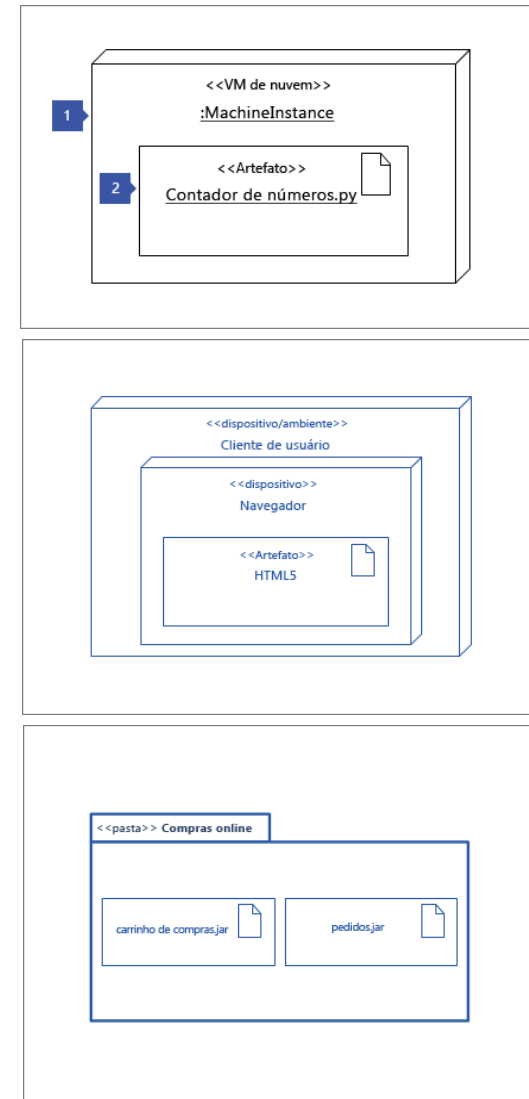 <<VM de nuvem>>
1
:MachineInstance
<<Artefato>>
2
Contador de números.py
<<dispositivo/ambiente>>
Cliente de usuário
<<dispositivo>>
Navegador
<<Artefato>>
HTML5
<<pasta>> Compras online
carrinho de compras.jar
pedidos.jar